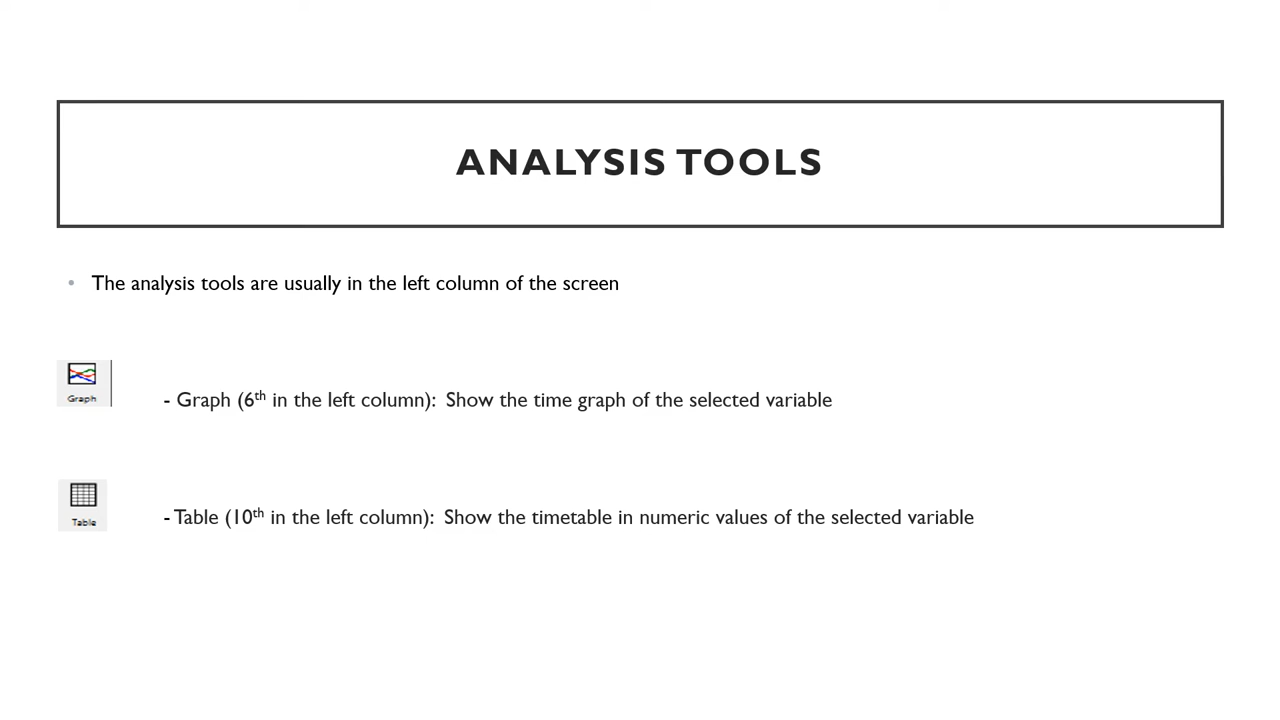 ANALYSIS TOOLS
• The analysis tools are usually in the left column of the screen
Graph
- Graph (6th in the left column):  Show the time graph of the selected variable
Table
- Table (10th in the left column):  Show the timetable in numeric values of the selected variable